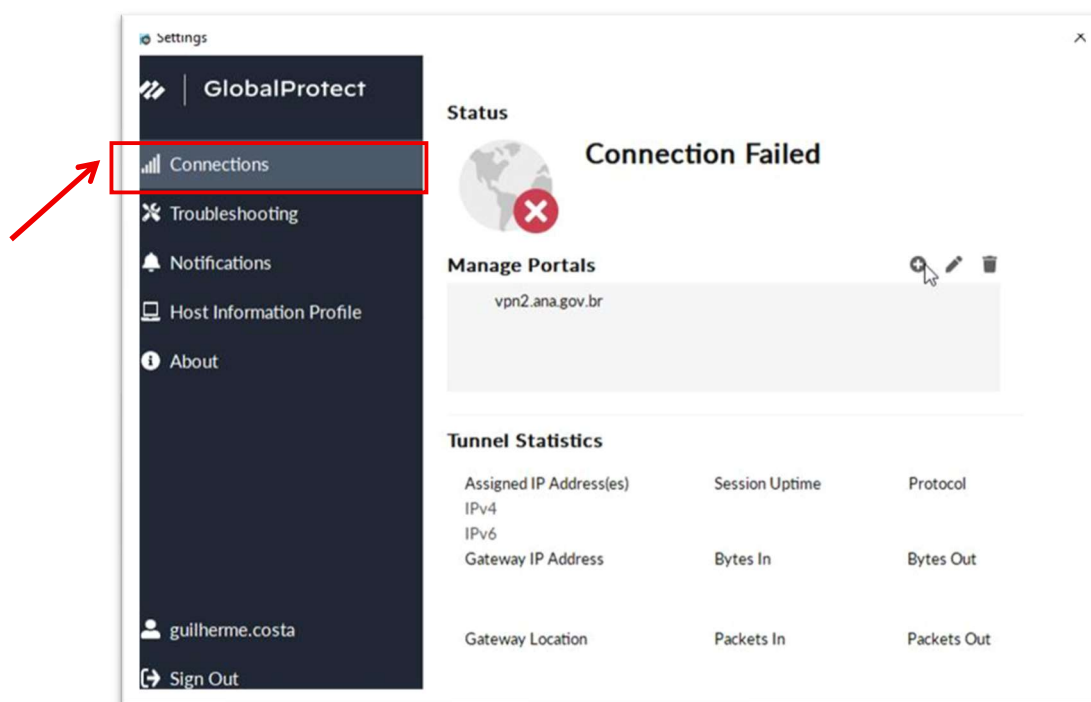 Settings
GlobalProtect
Connections
Troubleshooting
Notifications
Host Information Profile
About
guilherme.costa
Sign Out
Status
Connection Failed
Manage Portals
vpn2.ana.gov.br
Tunnel Statistics
Assigned IP Address(es) Session Uptime Protocol
IPv4
IPv6
Gateway IP Address Bytes In Bytes Out
Gateway Location Packets In Packets Out